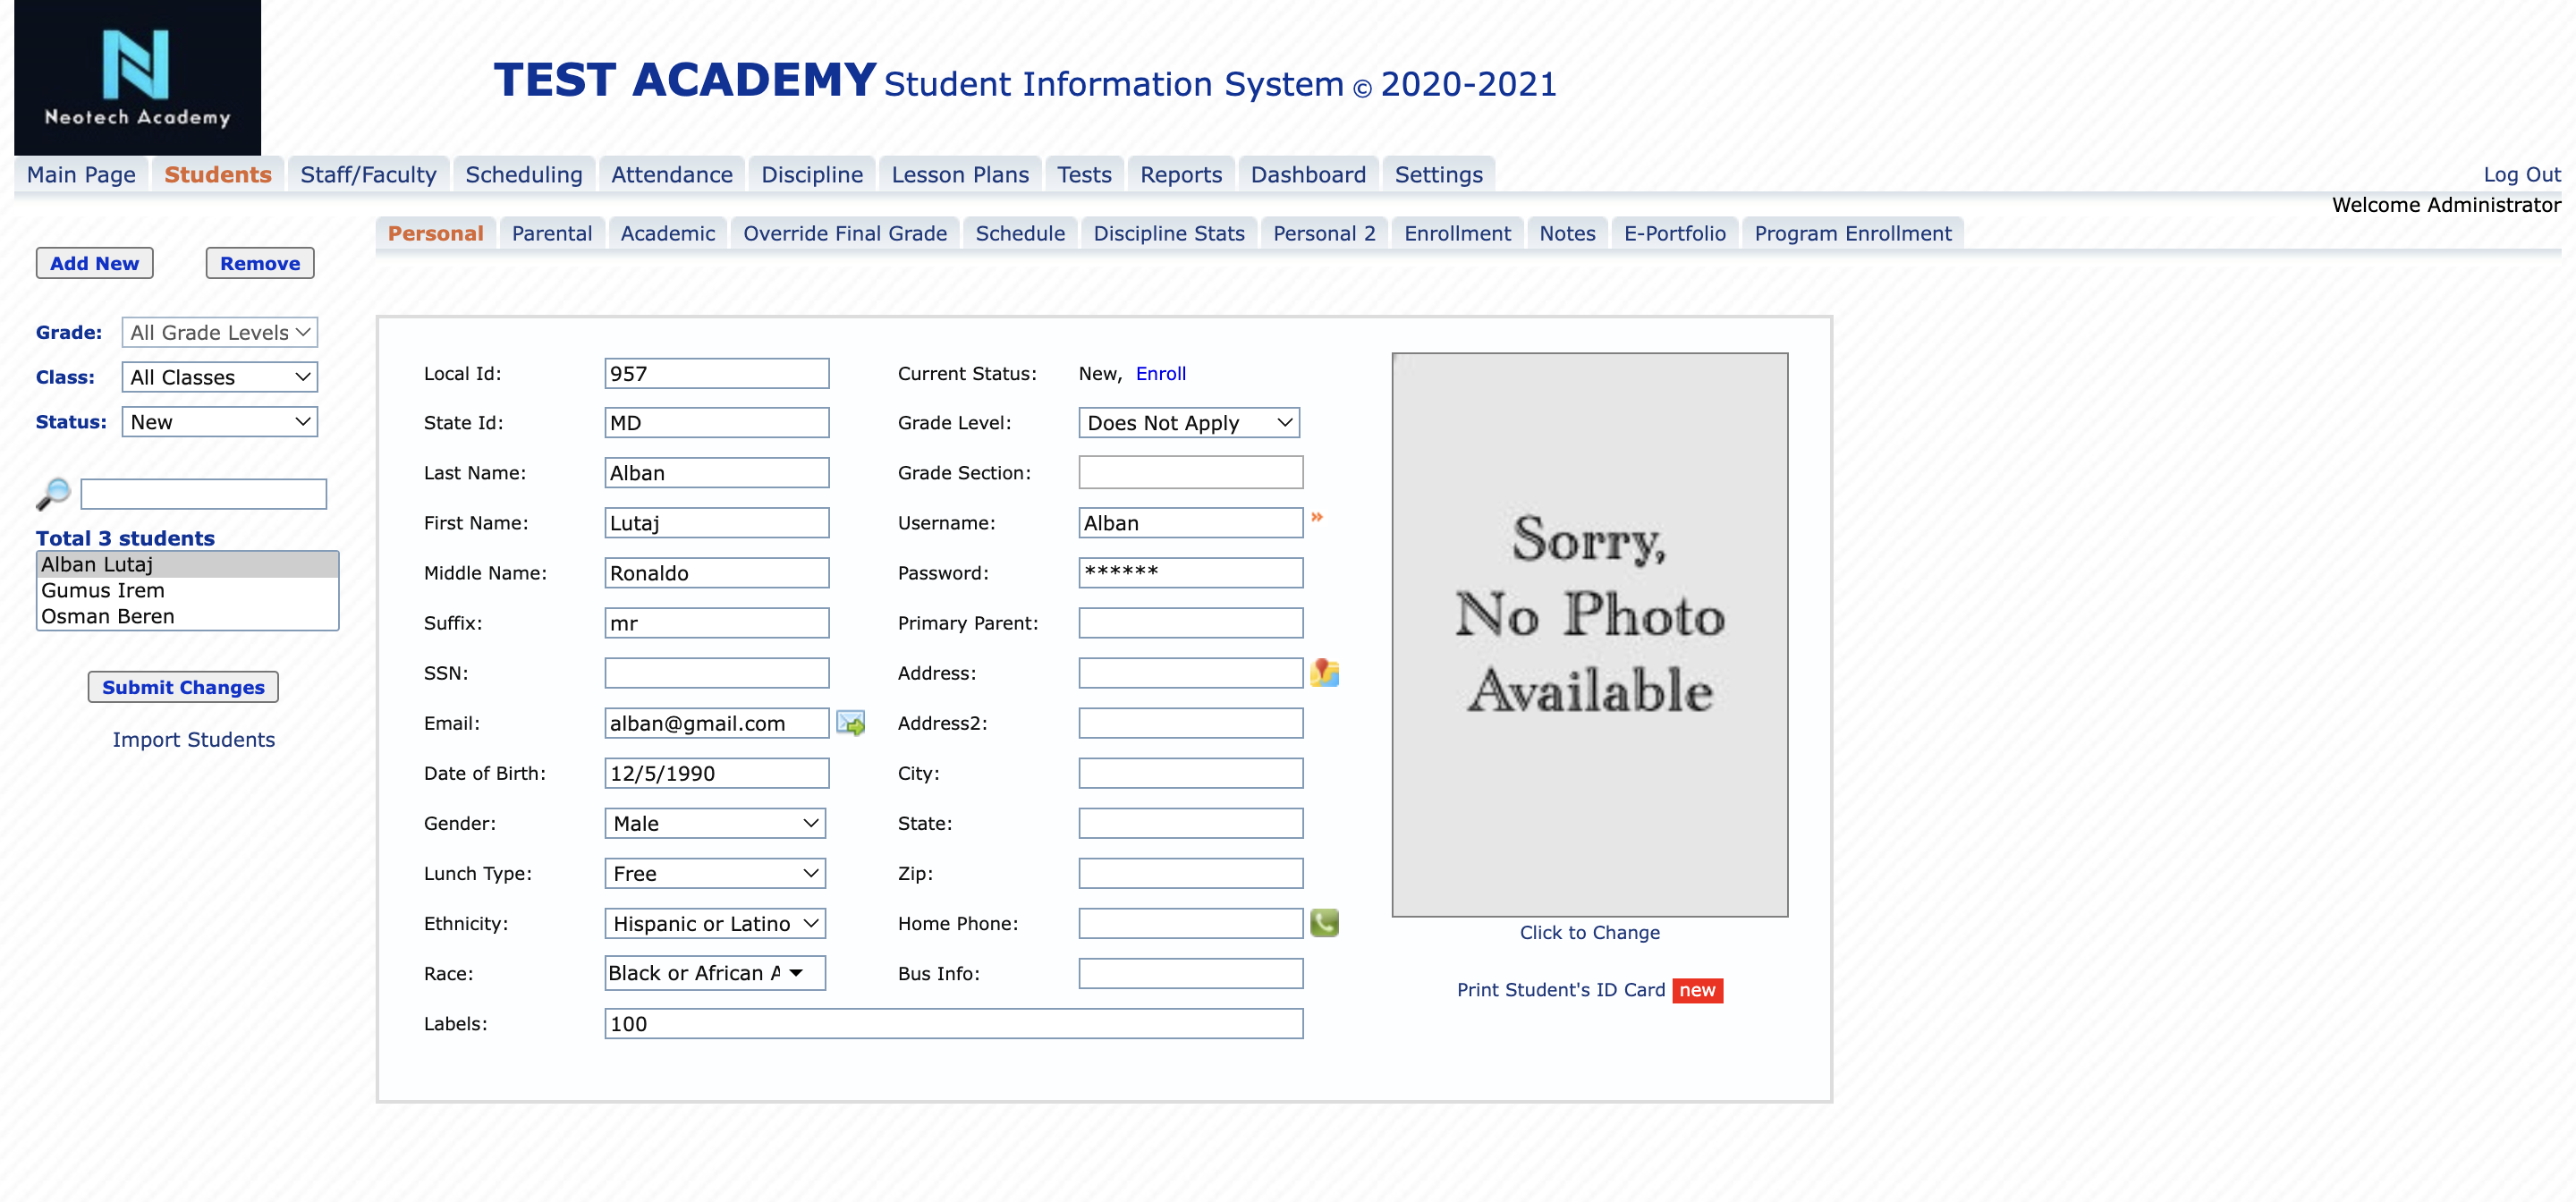 Neotech Academy
TEST ACADEMY Student Information System © 2020-2021
Main Page Students Staff/Faculty Scheduling Attendance Discipline Lesson Plans Tests Reports Dashboard Settings Log Out
Welcome Administrator
Personal Parental Academic Override Final Grade Schedule Discipline Stats Personal 2 Enrollment Notes E-Portfolio Program Enrollment
Add New Remove
Grade: All Grade Levels
Class: All Classes
Status: New
Total 3 students
Alban Lutaj
Gumus Irem
Osman Beren
Submit Changes
Import Students
Local Id: 957 Current Status: New, Enroll
State Id: MD Grade Level: Does Not Apply
Last Name: Alban Grade Section:
First Name: Lutaj Username: Alban »
Middle Name: Ronaldo Password: ******
Suffix: mr Primary Parent:
SSN: Address:
Email: alban@gmail.com Address2:
Date of Birth: 12/5/1990 City:
Gender: Male State:
Lunch Type: Free Zip:
Ethnicity: Hispanic or Latino Home Phone:
Race: Black or African A Bus Info:
Labels: 100
Sorry,
No Photo
Available
Click to Change
Print Student's ID Card new